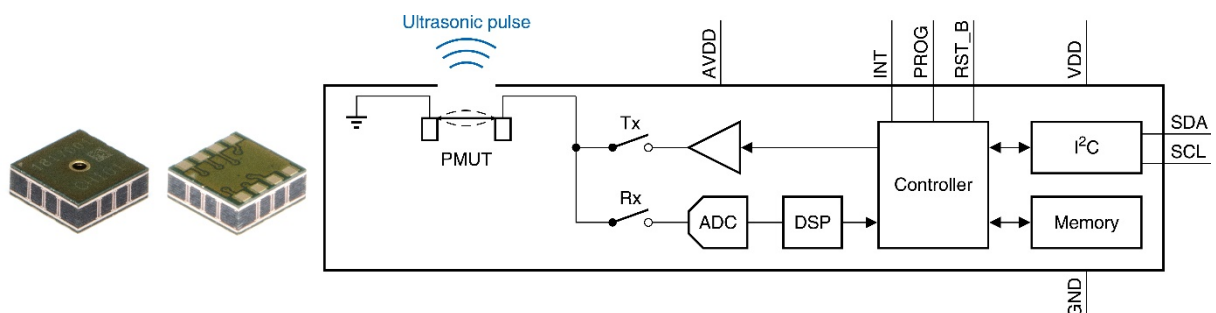 Ultrasonic pulse
AVDD
INT
PROG
RST_B
VDD
PMUT
Tx
Rx
ADC
DSP
Controller
I²C
Memory
SDA
SCL
GND